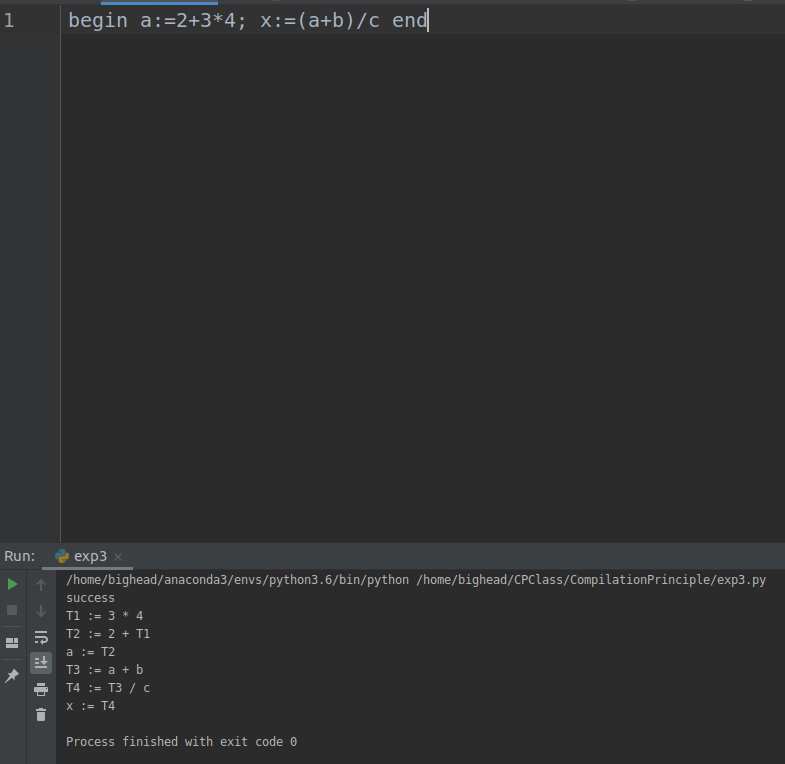 1 begin a:=2+3*4; x:=(a+b)/c end
Run: exp3
/home/bighead/anaconda3/envs/python3.6/bin/python /home/bighead/CPClass/CompilationPrinciple/exp3.py
success
T1 := 3 * 4
T2 := 2 + T1
a := T2
T3 := a + b
T4 := T3 / c
x := T4
Process finished with exit code 0